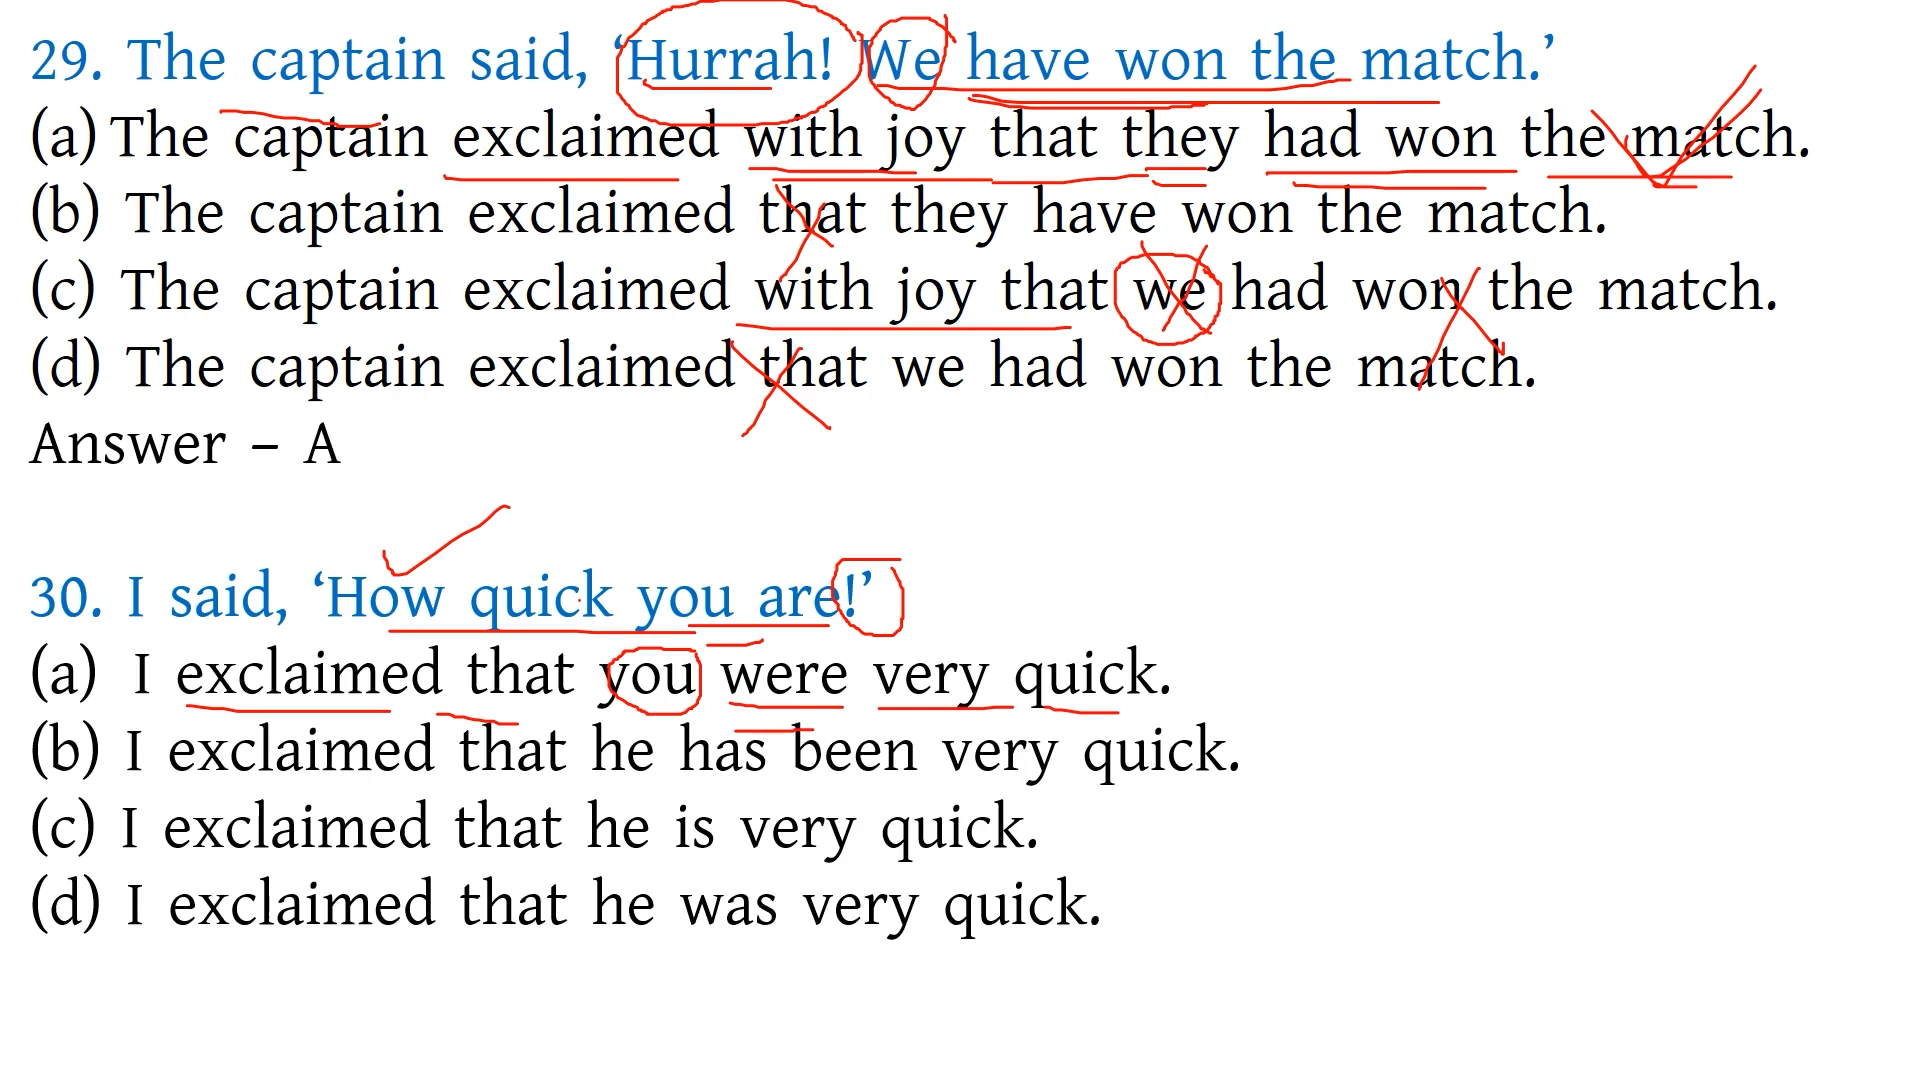 29. The captain said, ‘Hurrah! We have won the match.’
(a) The captain exclaimed with joy that they had won the match.
(b) The captain exclaimed that they have won the match.
(c) The captain exclaimed with joy that we had won the match.
(d) The captain exclaimed that we had won the match.
Answer – A
30. I said, ‘How quick you are!’
(a) I exclaimed that you were very quick.
(b) I exclaimed that he has been very quick.
(c) I exclaimed that he is very quick.
(d) I exclaimed that he was very quick.